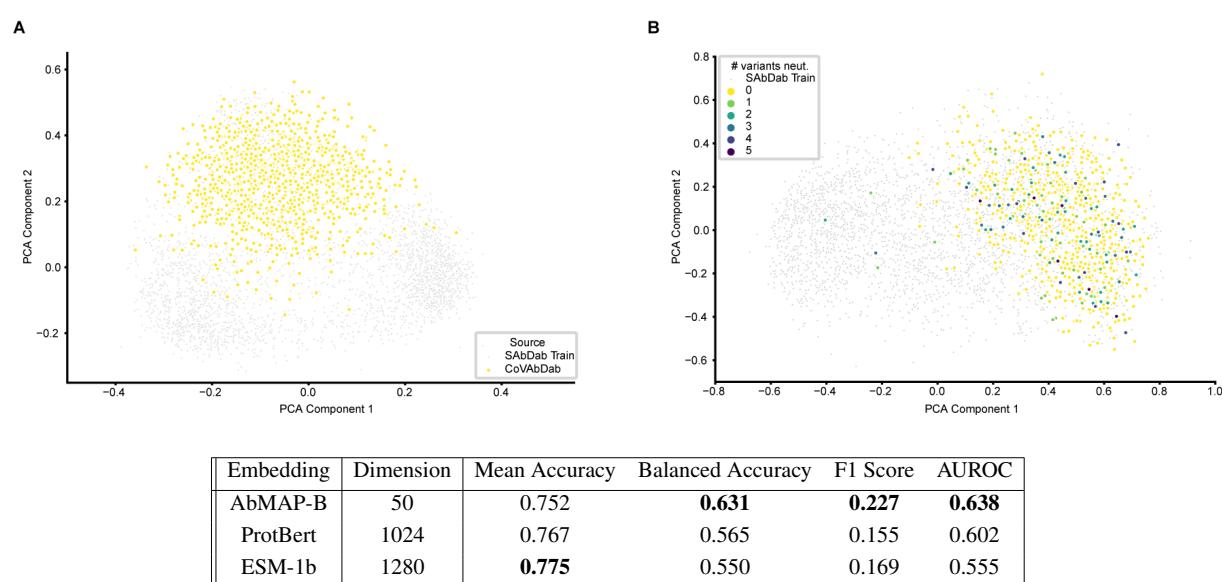 A
PCA Component 2
0.6
0.4
0.2
0.0
−0.2
−0.4
−0.2
0.0
0.2
0.4
PCA Component 1
Source
SAbDab Train
CoVAbDab
B
PCA Component 2
0.8
0.6
0.4
0.2
0.0
−0.2
−0.4
−0.6
−0.8
−0.6
−0.4
−0.2
0.0
0.2
0.4
0.6
0.8
1.0
PCA Component 1
# variants neut.
SAbDab Train
0
1
2
3
4
5
Embedding Dimension Mean Accuracy Balanced Accuracy F1 Score AUROC
AbMAP-B 50 0.752 0.631 0.227 0.638
ProtBert 1024 0.767 0.565 0.155 0.602
ESM-1b 1280 0.775 0.550 0.169 0.555